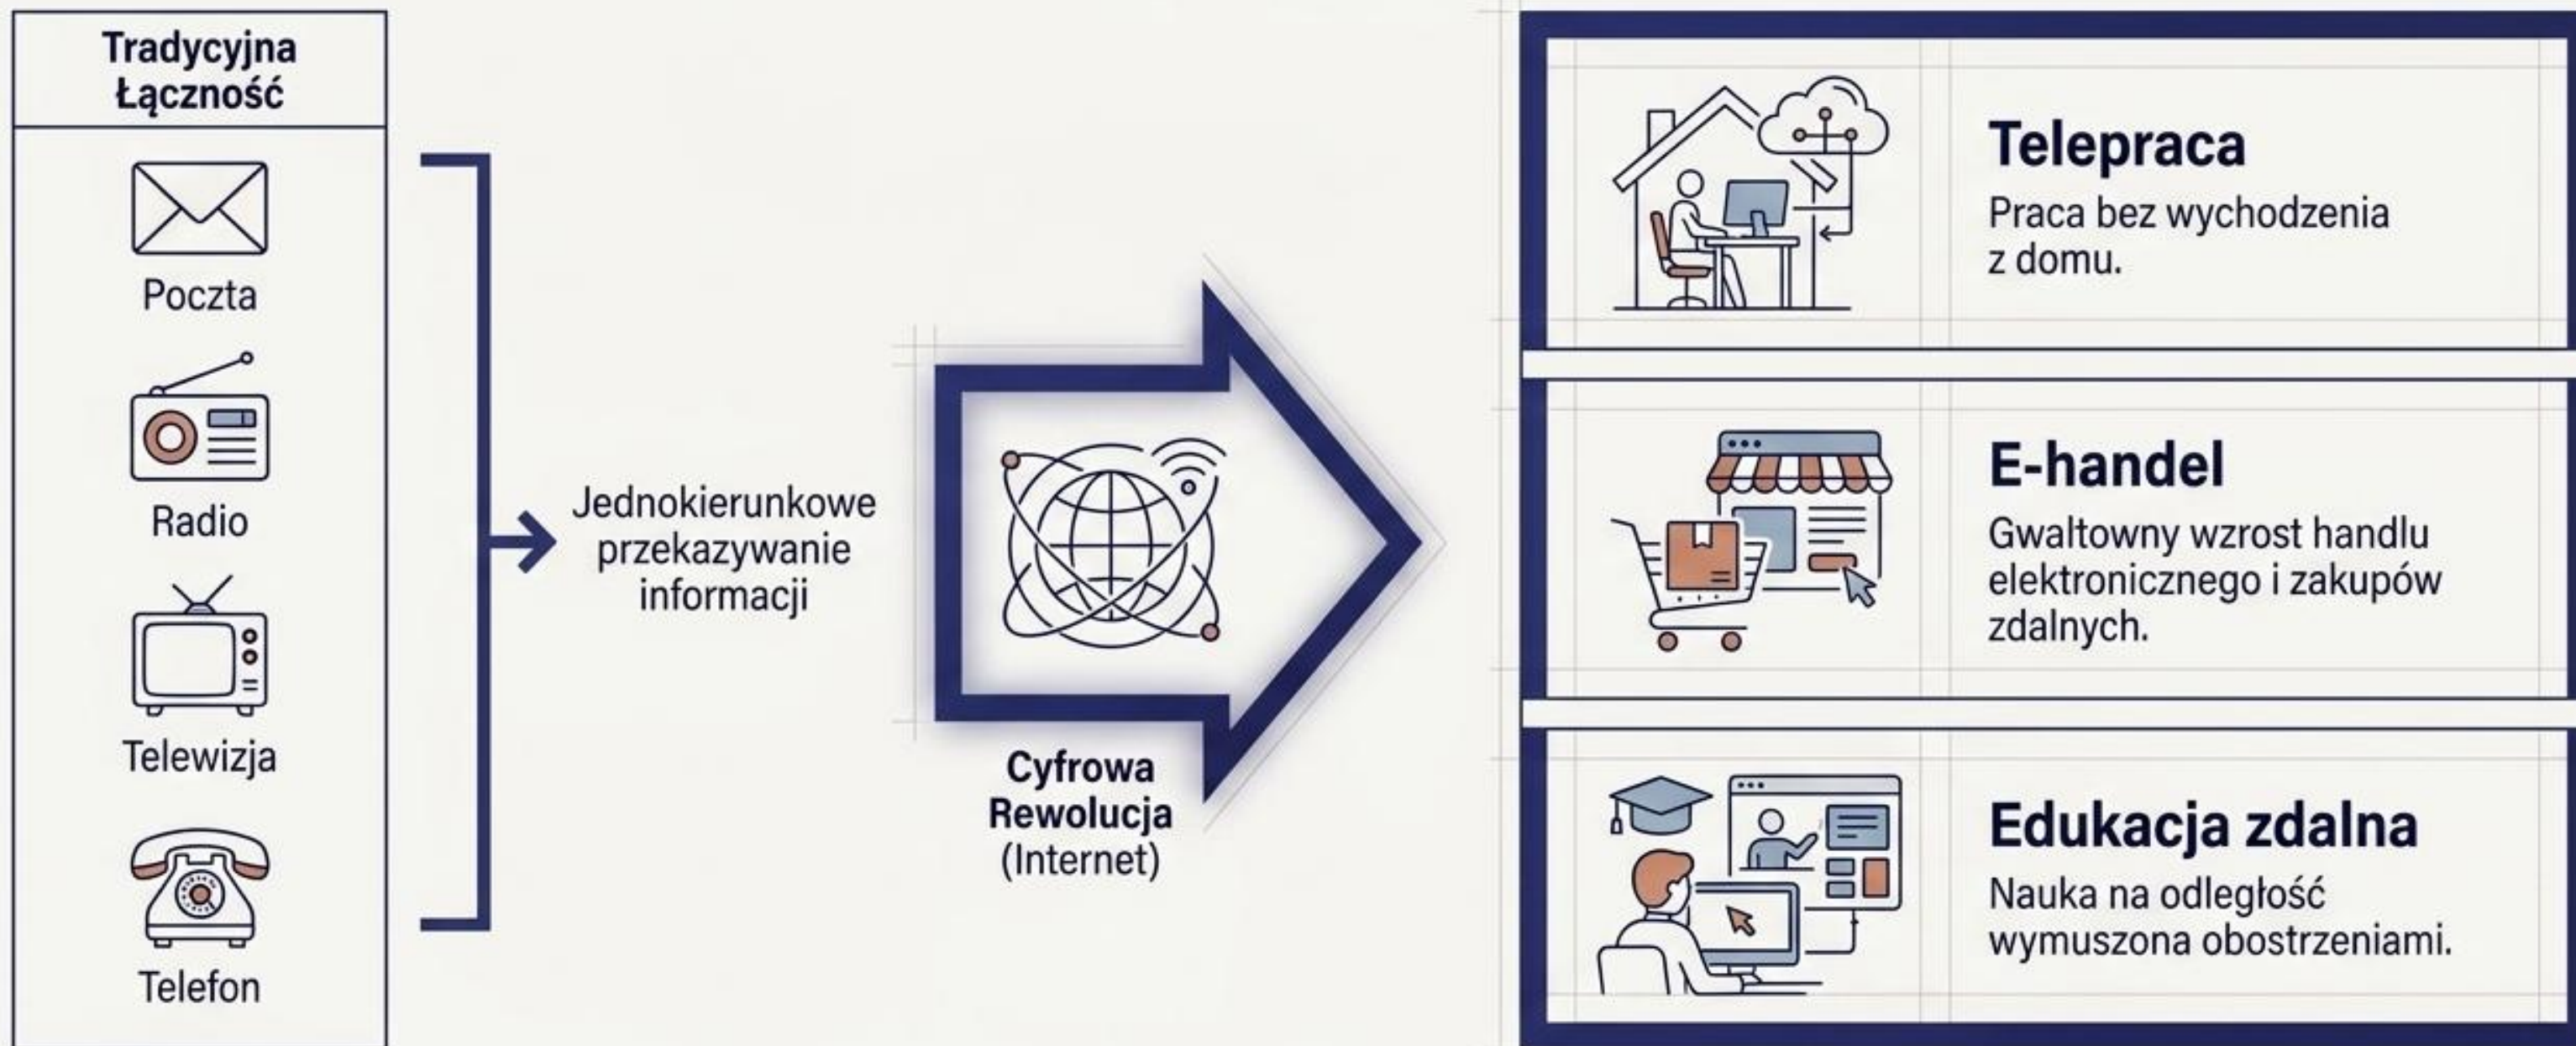 Tradycyjna
Łączność
Poczta
Radio
Telewizja
Telefon
Jednokierunkowe
przekazywanie
informacji
Cyfrowa
Rewolucja
(Internet)
Telepraca
Praca bez wychodzenia
z domu.
E-handel
Gwaltowny wzrost handlu
elektronicznego i zakupów
zdalnych.
Edukacja zdalna
Nauka na odległość
wymuszona obostrzeniami.